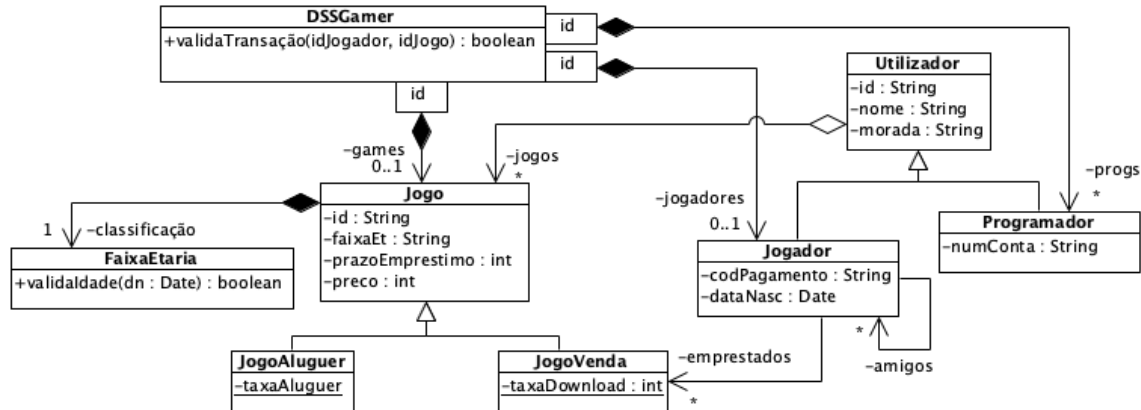 DSSGamer
+validaTransação(idJogador, idJogo) : boolean
id
id
id
Utilizador
-id : String
-nome : String
-morada : String
-games
0..1
-jogos
*
-jogadores
0..1
-progs
*
Jogo
-id : String
-faixaEt : String
-prazoEmprestimo : int
-preco : int
1
-classificação
FaixaEtaria
+validaIdade(dn : Date) : boolean
Jogador
-codPagamento : String
-dataNasc : Date
Programador
-numConta : String
*
-amigos
-emprestados
*
JogoAluguer
-taxaAluguer
JogoVenda
-taxaDownload : int